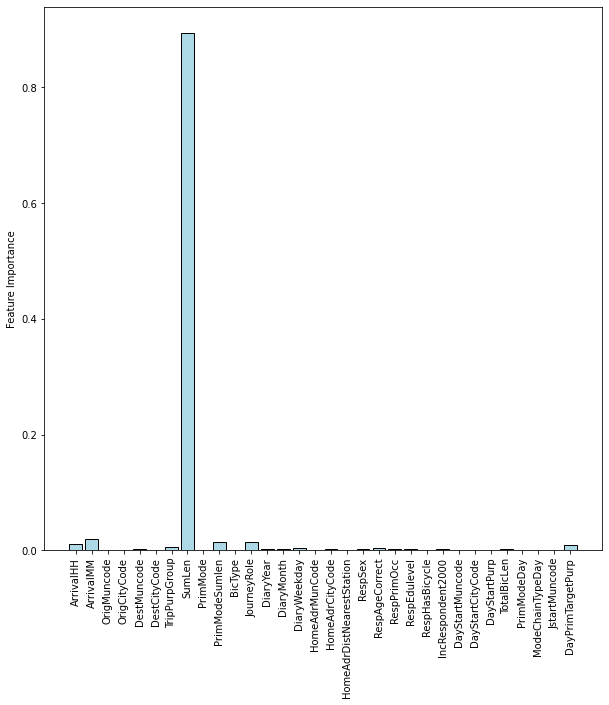 Feature Importance
0.8
0.6
0.4
0.2
0.0
ArrivalHH
ArrivalMM
OrigMuncode
OrigCityCode
DestMuncode
DestCityCode
TripPurpGroup
SumLen
PrimMode
PrimModeSumlen
BicType
JourneyRole
DiaryYear
DiaryMonth
DiaryWeekday
HomeAdrMunCode
HomeAdrCityCode
HomeAdrDistNearestStation
RespSex
RespAgeCorrect
RespPrimOcc
RespEdulevel
RespHasBicycle
IncRespondent2000
DayStartMuncode
DayStartCityCode
DayStartPurp
TotalBicLen
PrimModeDay
ModeChainTypeDay
JstartMuncode
DayPrimTargetPurp